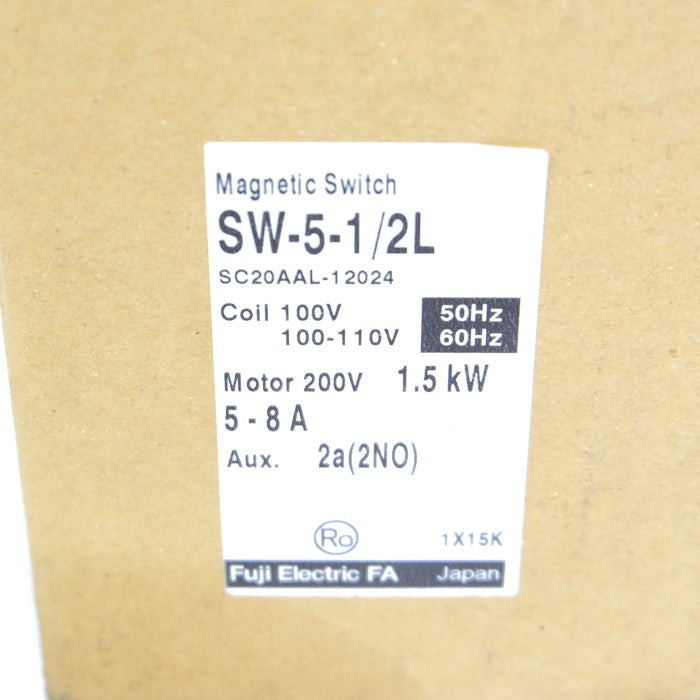 Magnetic Switch
SW-5-1/2L
SC20AAL-12024
Coil 100V 50Hz
100-110V 60Hz
Motor 200V 1.5 kW
5 - 8 A
Aux. 2a(2NO)
Ro 1X15K
Fuji Electric FA Japan